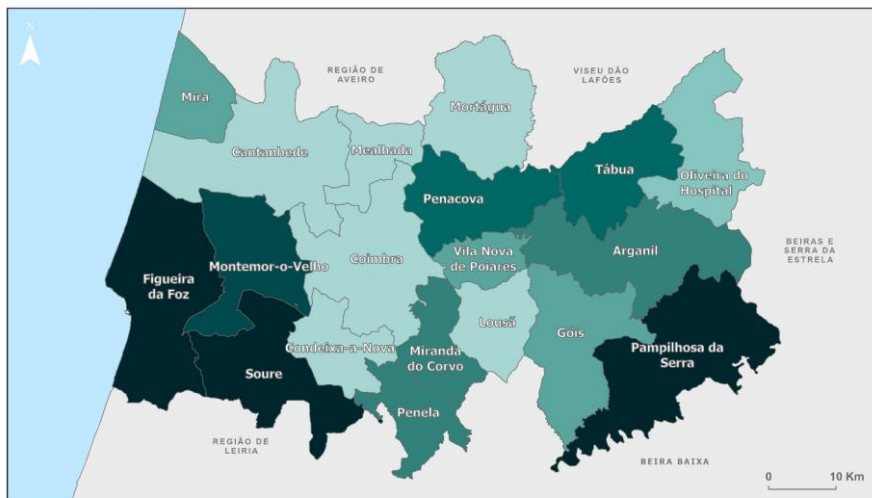 N
REGIÃO DE
AVEIRO
VISEU DÃO
LAFÕES
Mira
Mortágua
Cantanhede
Mealhada
Tábua
Oliveira do
Hospital
Penacova
BEIRAS E
SERRA DA
ESTRELA
Arganil
Vila Nova
de Poiares
Coimbra
Montemor-o-Velho
Figueira
da Foz
Lousã
Góis
Condeixa-a-Nova
Miranda
do Corvo
Pampilhosa da
Serra
Soure
Penela
REGIÃO DE
LEIRIA
BEIRA BAIXA
0 10 Km